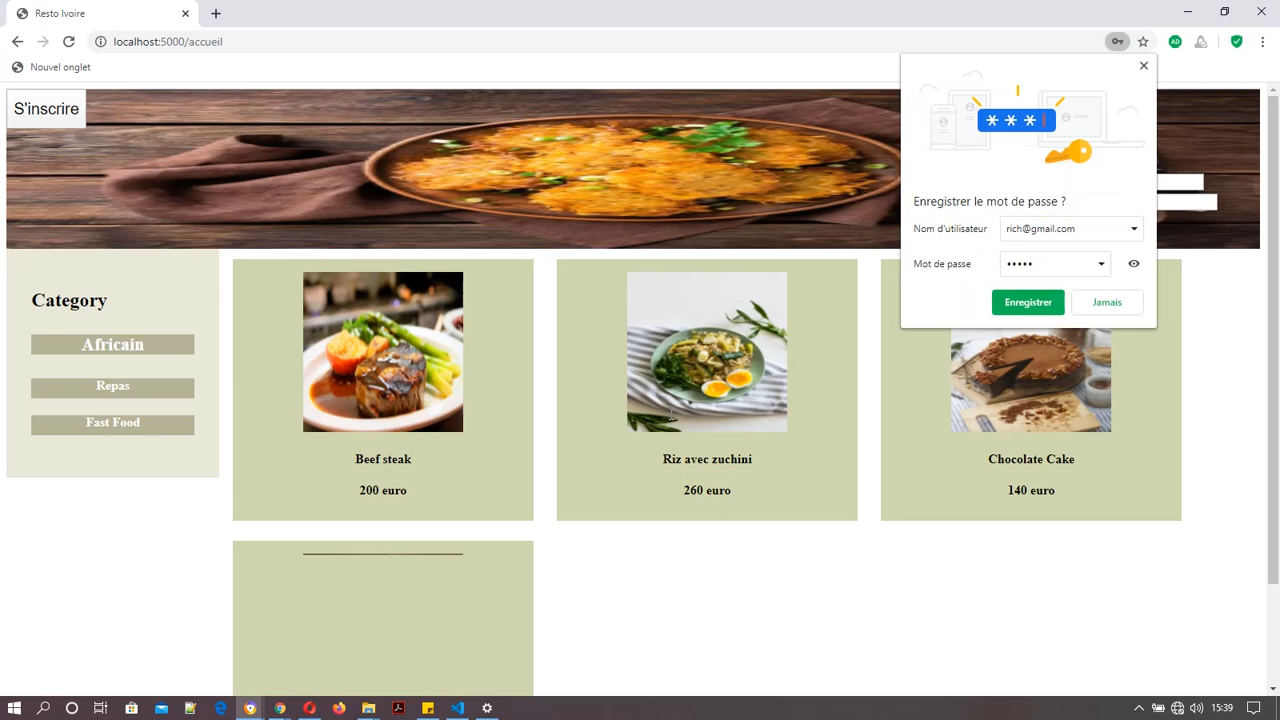 Resto Ivoire
localhost:5000/accueil
AD
Nouvel onglet
S'inscrire
* * *
Enregistrer le mot de passe ?
Nom d'utilisateur rich@gmail.com
Mot de passe •••••
Enregistrer Jamais
Category
Africain
Repas
Fast Food
Beef steak
200 euro
Riz avec zuchini
260 euro
Chocolate Cake
140 euro
15:39